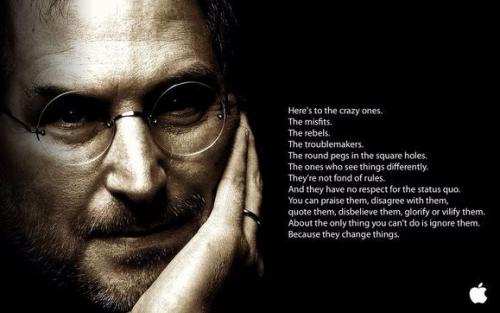 Here's to the crazy ones.
The misfits.
The rebels.
The troublemakers.
The round pegs in the square holes.
The ones who see things differently.
They're not fond of rules.
And they have no respect for the status quo.
You can praise them, disagree with them,
quote them, disbelieve them, glorify or vilify them.
About the only thing you can't do is ignore them.
Because they change things.